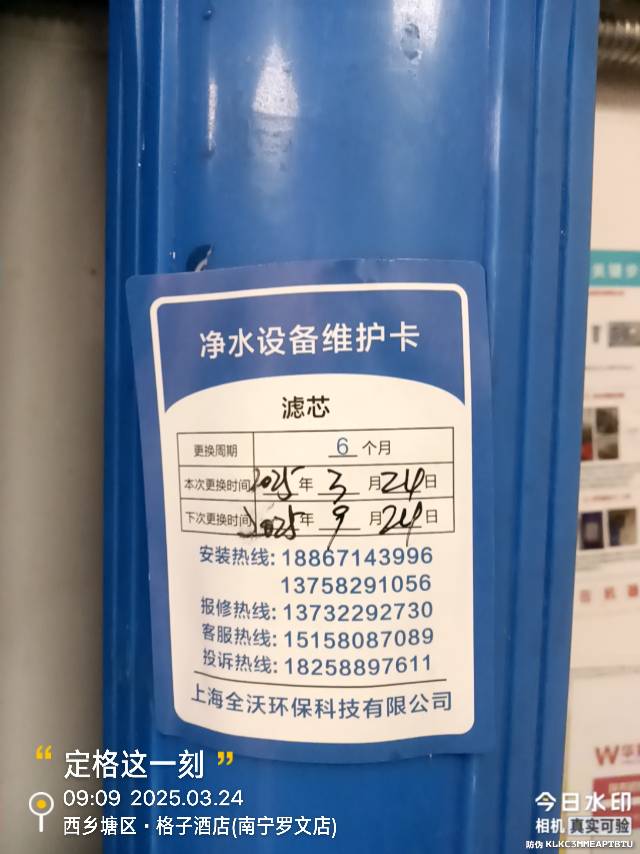 净水设备维护卡
滤芯
更换周期 6 个月
本次更换时间 2025 年 3 月 24 日
下次更换时间 2025 年 9 月 24 日
安装热线: 18867143996
13758291056
报修热线: 13732292730
客服热线: 15158087089
投诉热线: 18258897611
上海全沃环保科技有限公司
“ 定格这一刻 ”
09:09 2025.03.24
西乡塘区·格子酒店(南宁罗文店)
今日水印
相机 真实可验
防伪 KLKC3MMEAPTBTU